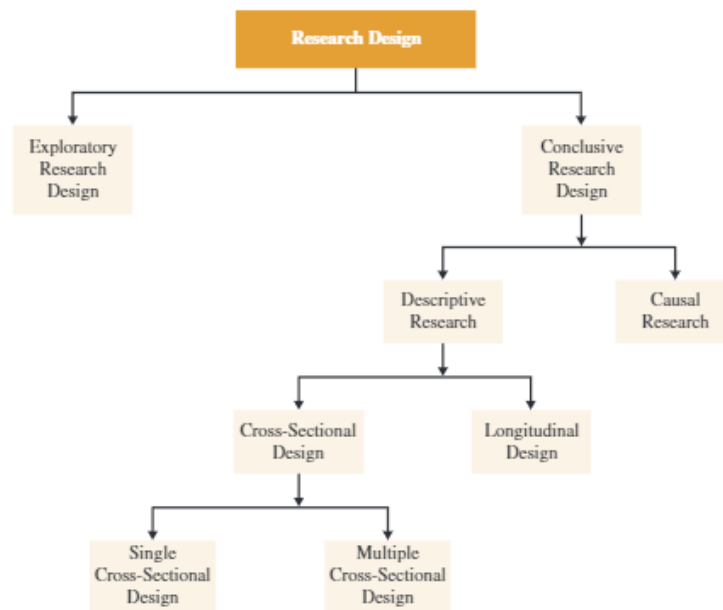 Research Design
Exploratory
Research
Design
Conclusive
Research
Design
Descriptive
Research
Causal
Research
Cross-Sectional
Design
Longitudinal
Design
Single
Cross-Sectional
Design
Multiple
Cross-Sectional
Design